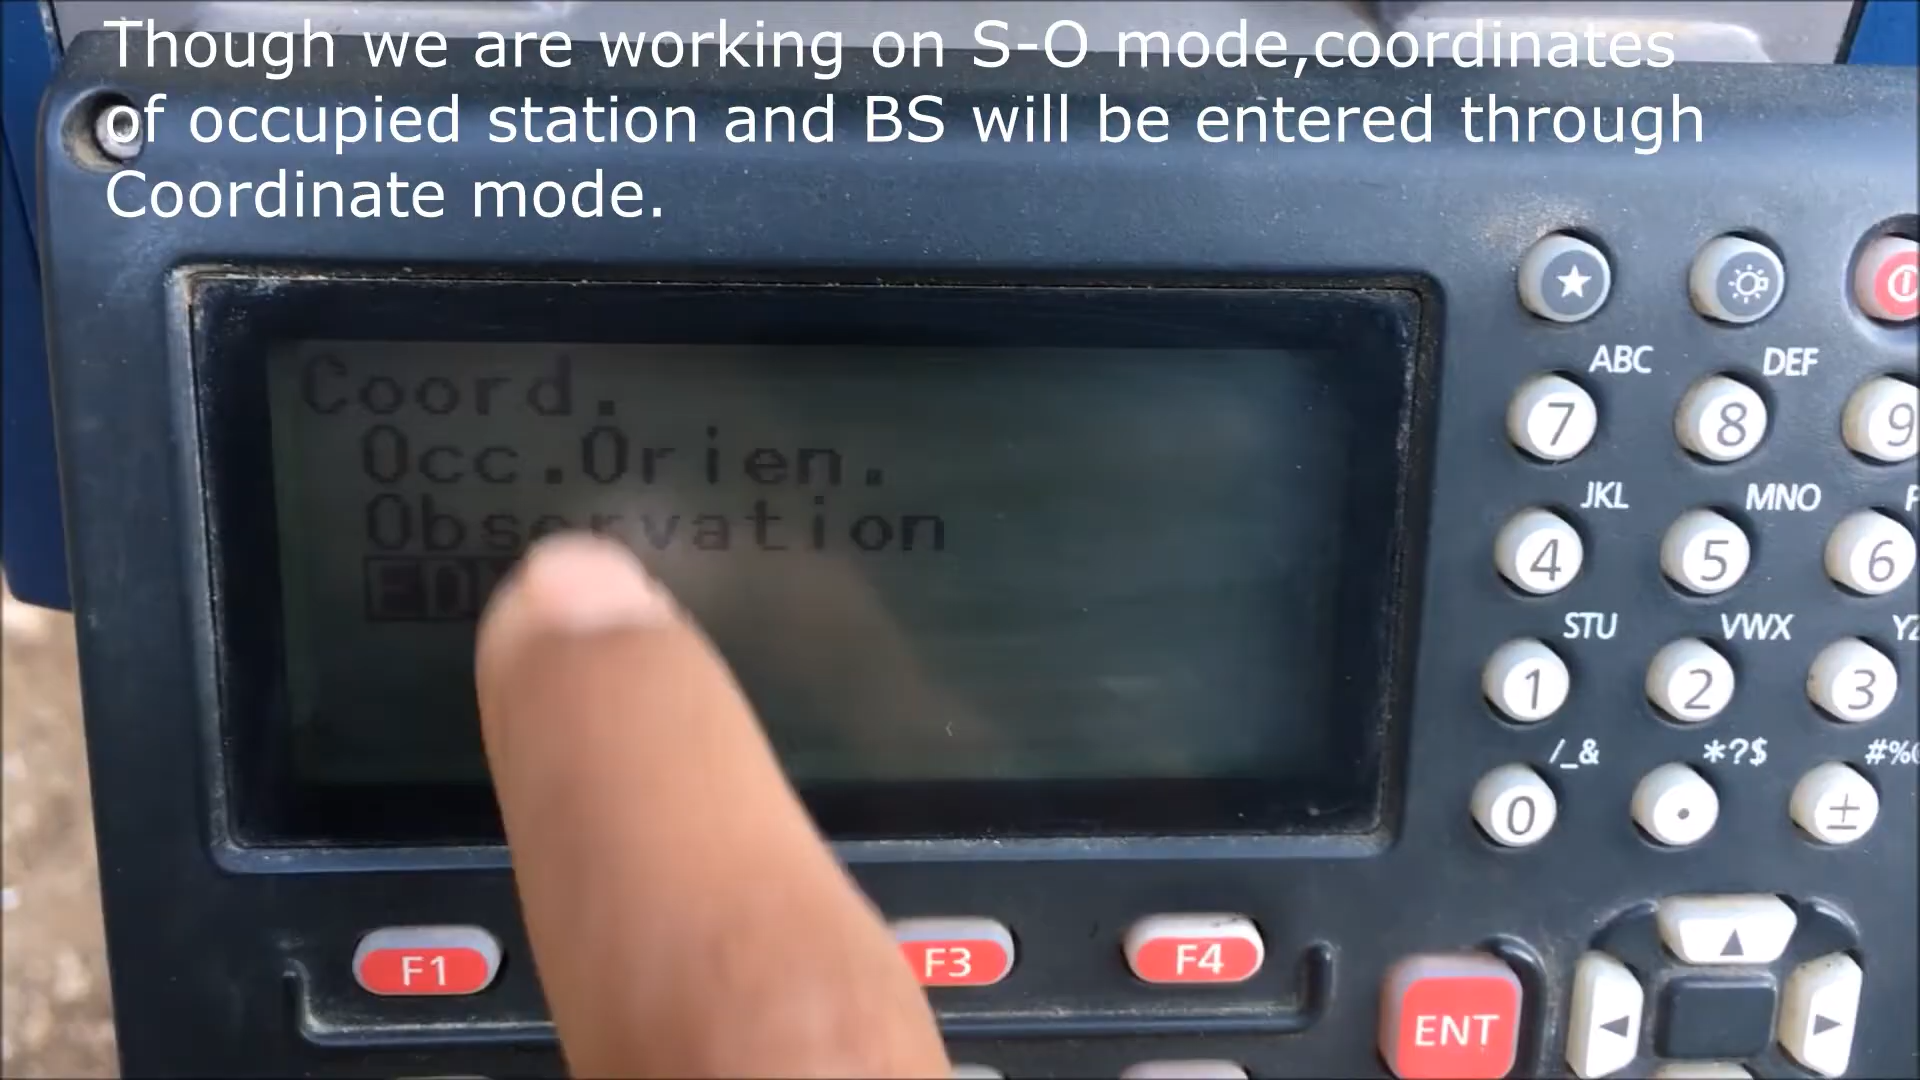 Though we are working on S-O mode,coordinates
of occupied station and BS will be entered through
Coordinate mode.
Coord.
Occ.Orien.
Observation
ABC DEF
7 8 9
JKL MNO
4 5 6
STU VWX
1 2 3
/_& *?$
0 . ±
F1 F3 F4
ENT